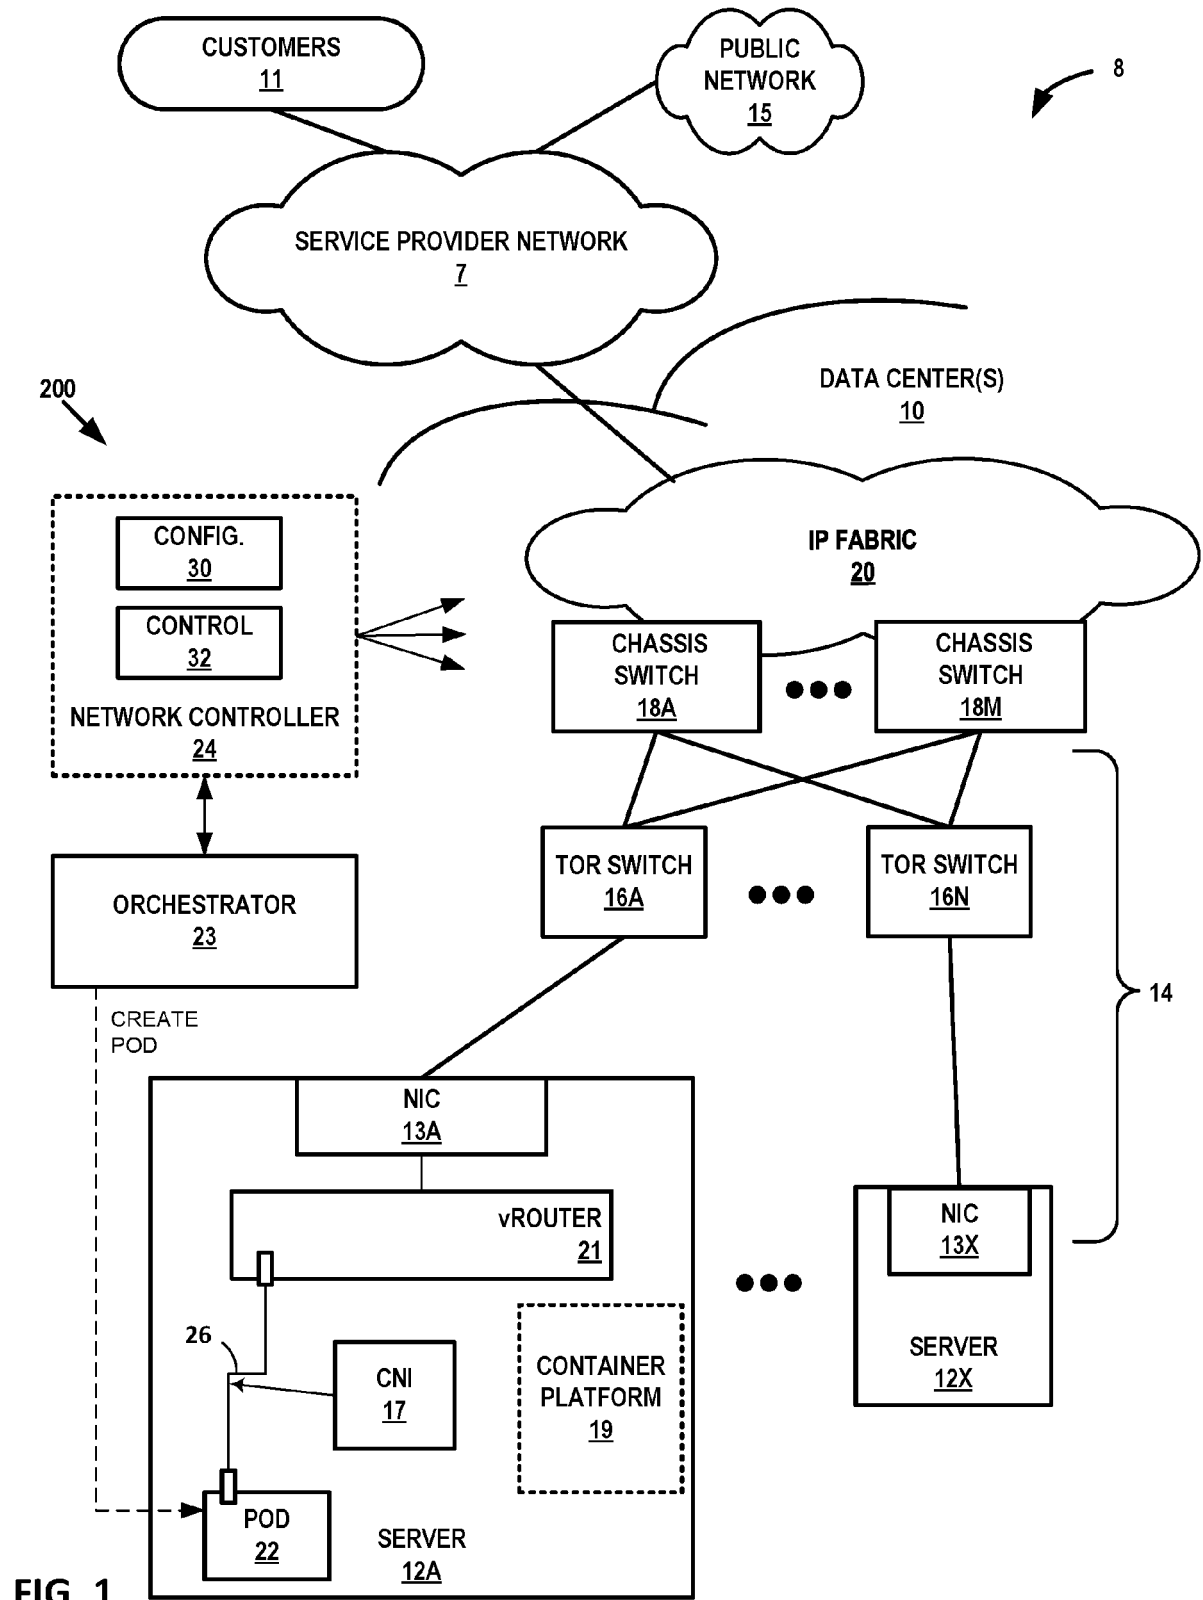 CUSTOMERS
11
PUBLIC
NETWORK
15
8
SERVICE PROVIDER NETWORK
7
DATA CENTER(S)
10
200
CONFIG.
30
CONTROL
32
NETWORK CONTROLLER
24
IP FABRIC
20
CHASSIS
SWITCH
18A
CHASSIS
SWITCH
18M
TOR SWITCH
16A
TOR SWITCH
16N
ORCHESTRATOR
23
14
CREATE
POD
NIC
13A
vROUTER
21
NIC
13X
SERVER
12X
26
CNI
17
CONTAINER
PLATFORM
19
POD
22
SERVER
12A
FIG. 1